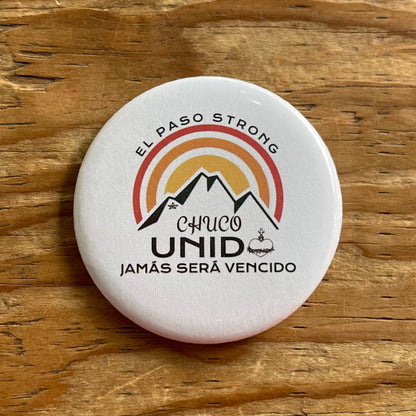 EL PASO STRONG
CHUCO
UNIDO
JAMÁS SERÁ VENCIDO